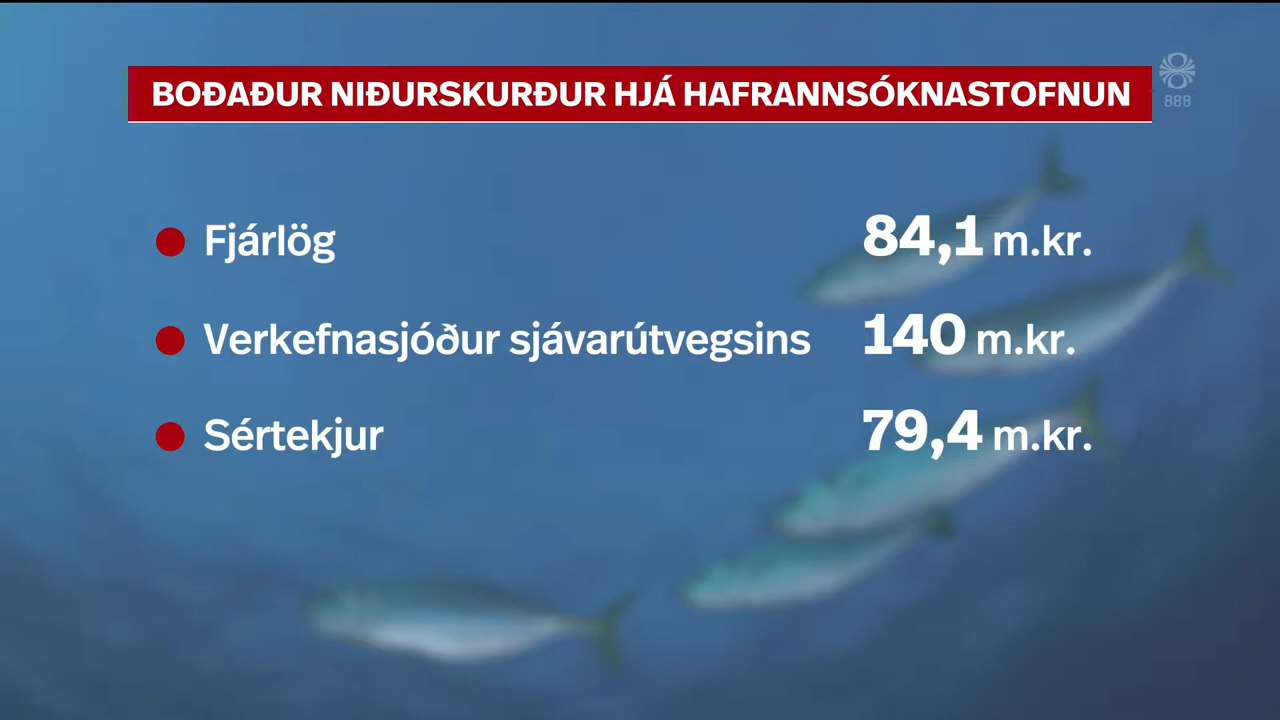 BOÐAÐUR NIÐURSKURÐUR HJÁ HAFRANNSÓKNASTOFNUN
888
Fjárlög 84,1 m.kr.
Verkefnasjóður sjávarútvegsins 140 m.kr.
Sértekjur 79,4 m.kr.